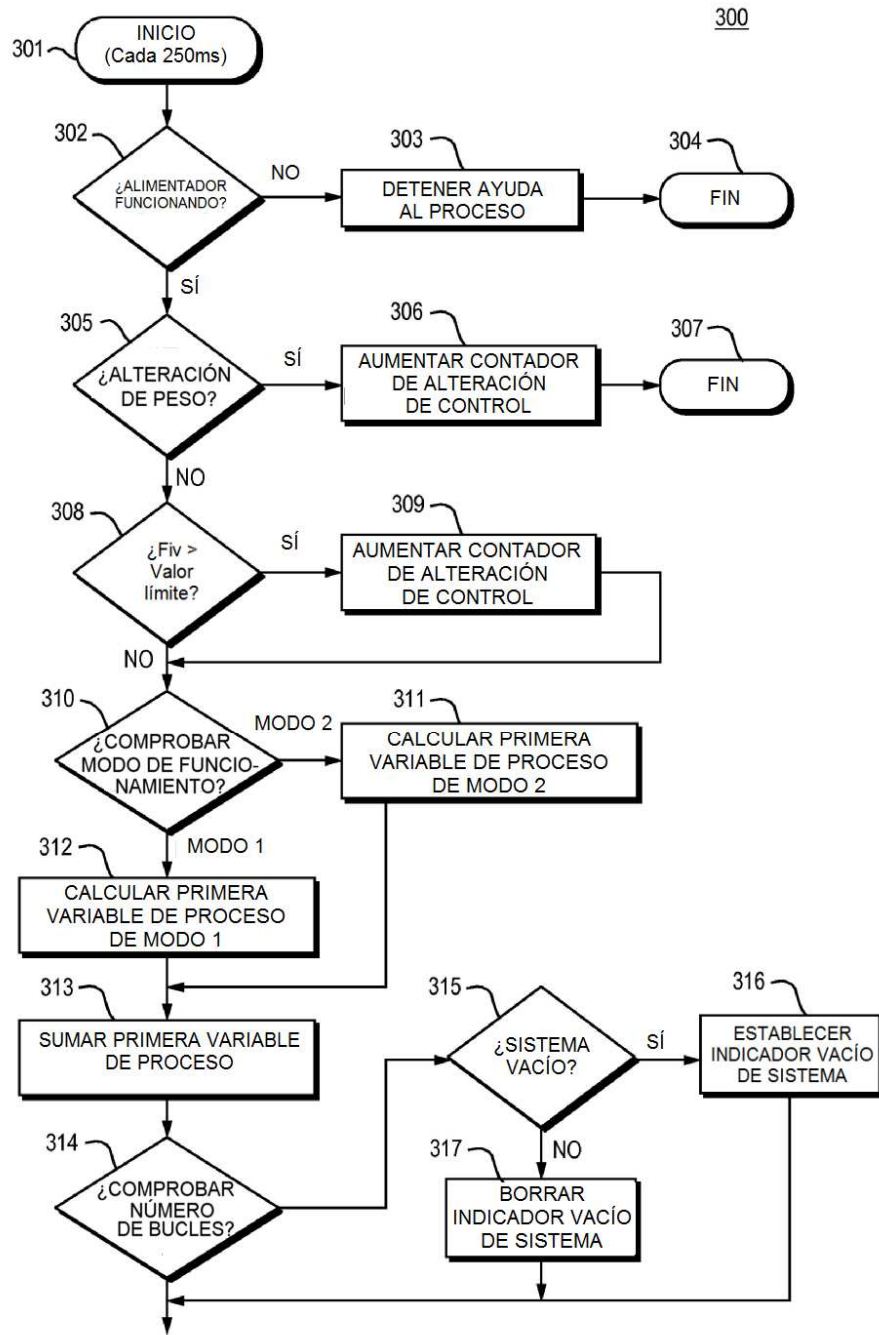 300
301
INICIO
(Cada 250ms)
302
¿ALIMENTADOR
FUNCIONANDO?
NO
303
DETENER AYUDA
AL PROCESO
304
FIN
SÍ
305
¿ALTERACIÓN
DE PESO?
SÍ
306
AUMENTAR CONTADOR
DE ALTERACIÓN
DE CONTROL
307
FIN
NO
308
¿Fiv >
Valor
límite?
SÍ
309
AUMENTAR CONTADOR
DE ALTERACIÓN
DE CONTROL
NO
310
¿COMPROBAR
MODO DE FUNCIO-
NAMIENTO?
MODO 2
311
CALCULAR PRIMERA
VARIABLE DE PROCESO
DE MODO 2
MODO 1
312
CALCULAR PRIMERA
VARIABLE DE PROCESO
DE MODO 1
313
SUMAR PRIMERA VARIABLE
DE PROCESO
314
¿COMPROBAR
NÚMERO
DE BUCLES?
315
¿SISTEMA
VACÍO?
SÍ
316
ESTABLECER
INDICADOR VACÍO
DE SISTEMA
NO
317
BORRAR
INDICADOR VACÍO
DE SISTEMA